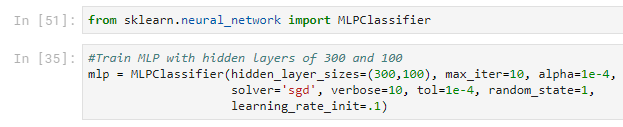 In [51]: from sklearn.neural_network import MLPClassifier
In [35]: #Train MLP with hidden layers of 300 and 100
mlp = MLPClassifier(hidden_layer_sizes=(300,100), max_iter=10, alpha=1e-4,
solver='sgd', verbose=10, tol=1e-4, random_state=1,
learning_rate_init=.1)